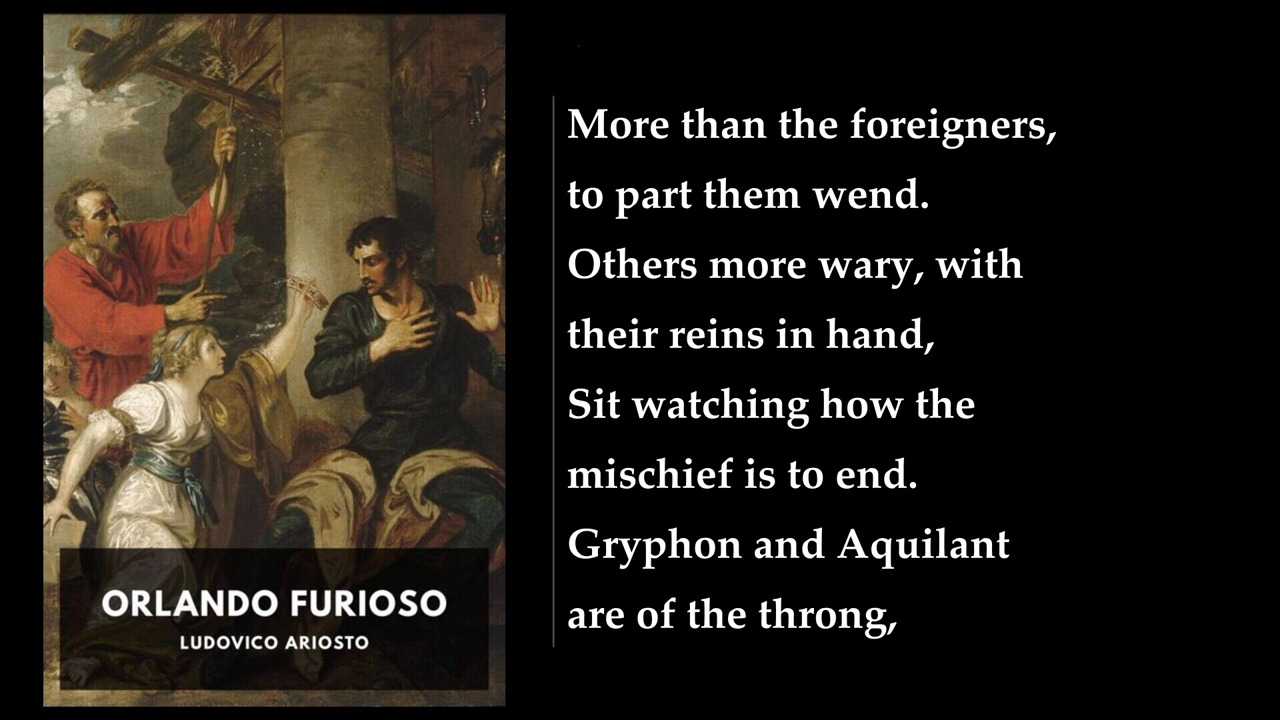 ORLANDO FURIOSO
LUDOVICO ARIOSTO
More than the foreigners,
to part them wend.
Others more wary, with
their reins in hand,
Sit watching how the
mischief is to end.
Gryphon and Aquilant
are of the throng,